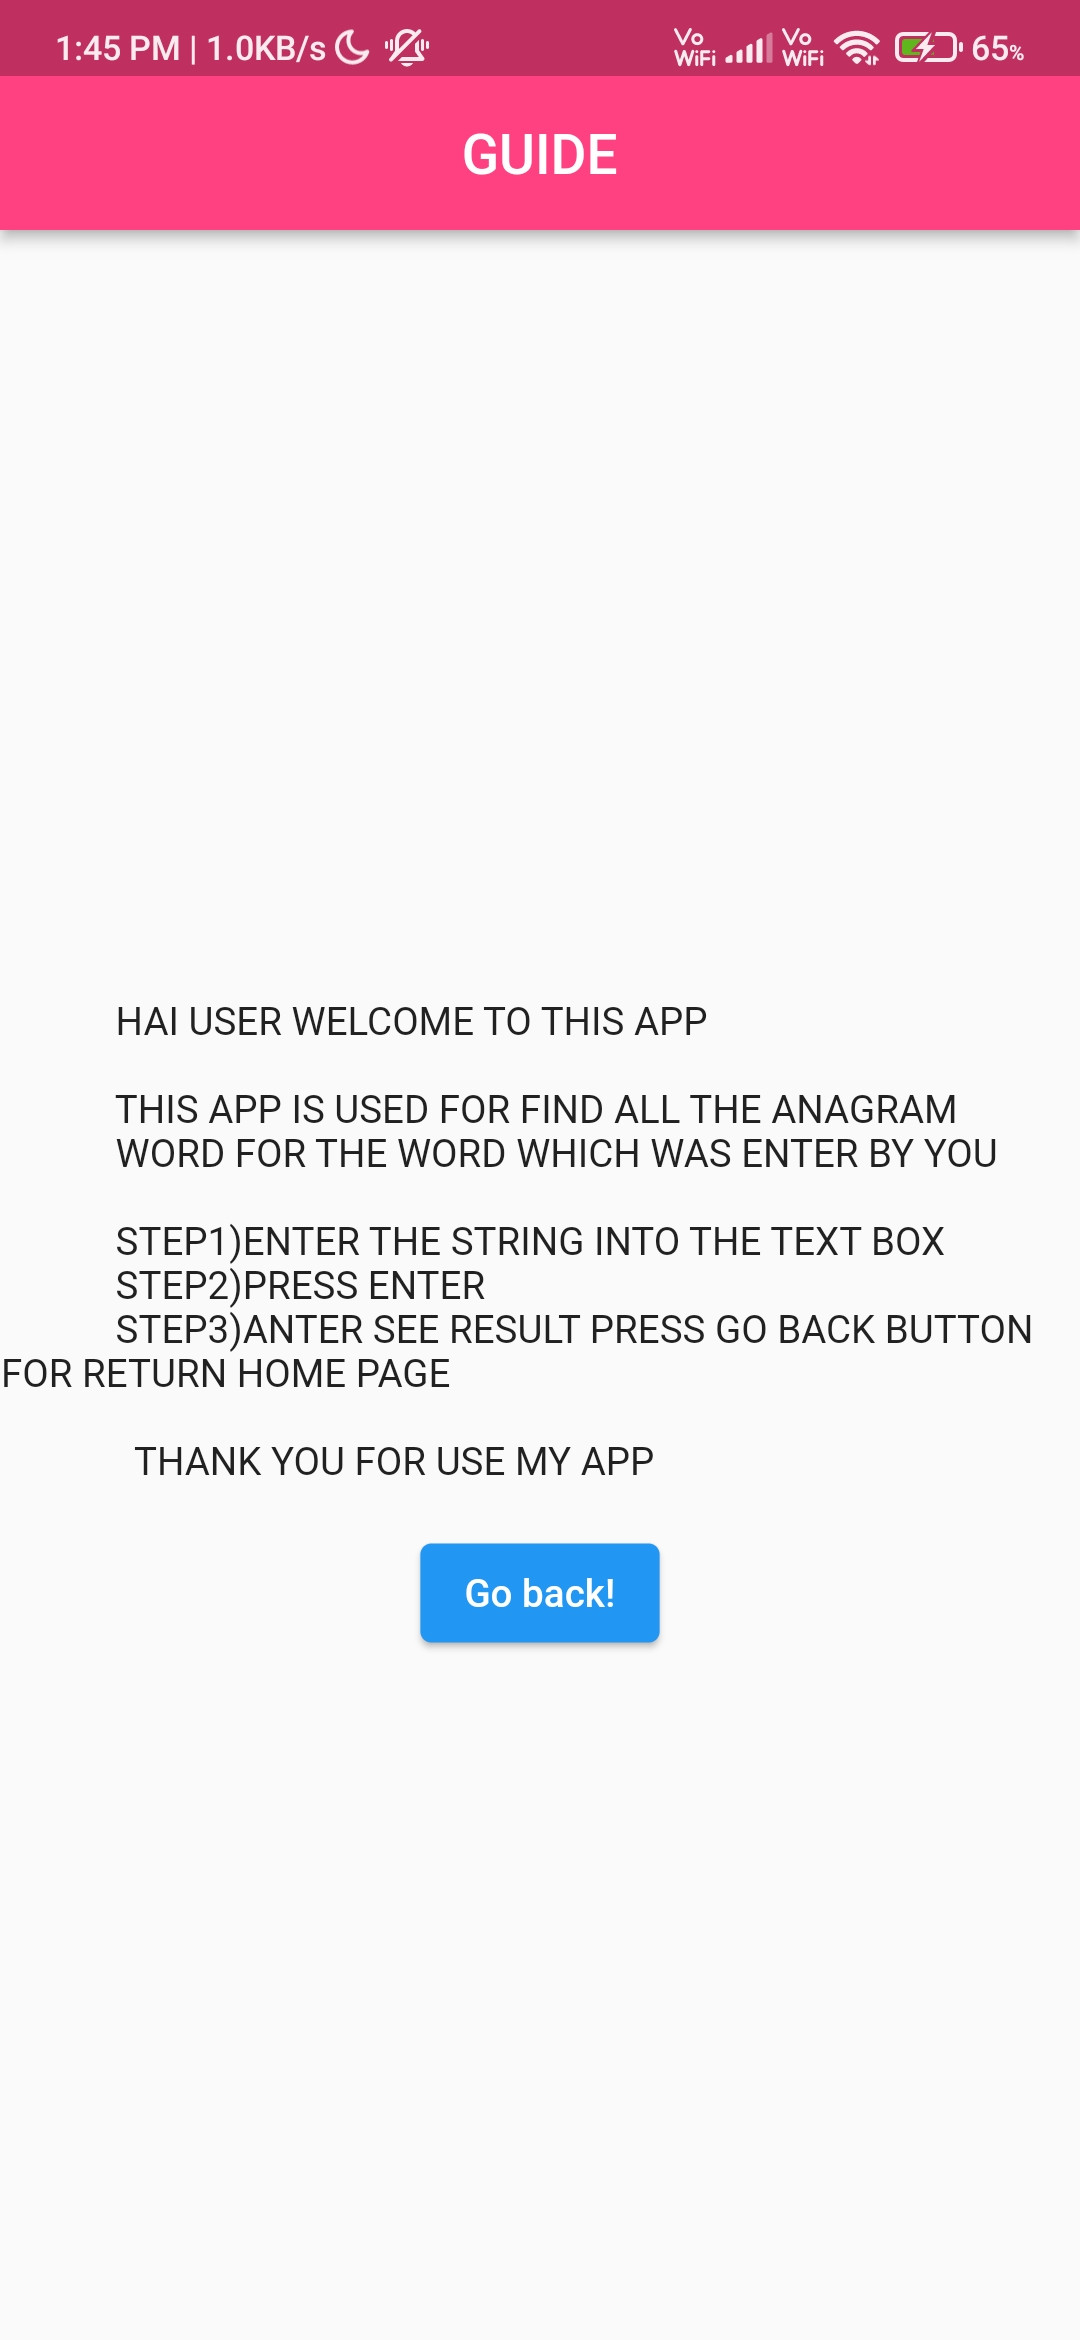 1:45 PM | 1.0KB/s Vo WiFi Vo WiFi 65%
GUIDE
HAI USER WELCOME TO THIS APP
THIS APP IS USED FOR FIND ALL THE ANAGRAM
WORD FOR THE WORD WHICH WAS ENTER BY YOU
STEP1)ENTER THE STRING INTO THE TEXT BOX
STEP2)PRESS ENTER
STEP3)ANTER SEE RESULT PRESS GO BACK BUTTON
FOR RETURN HOME PAGE
THANK YOU FOR USE MY APP
Go back!